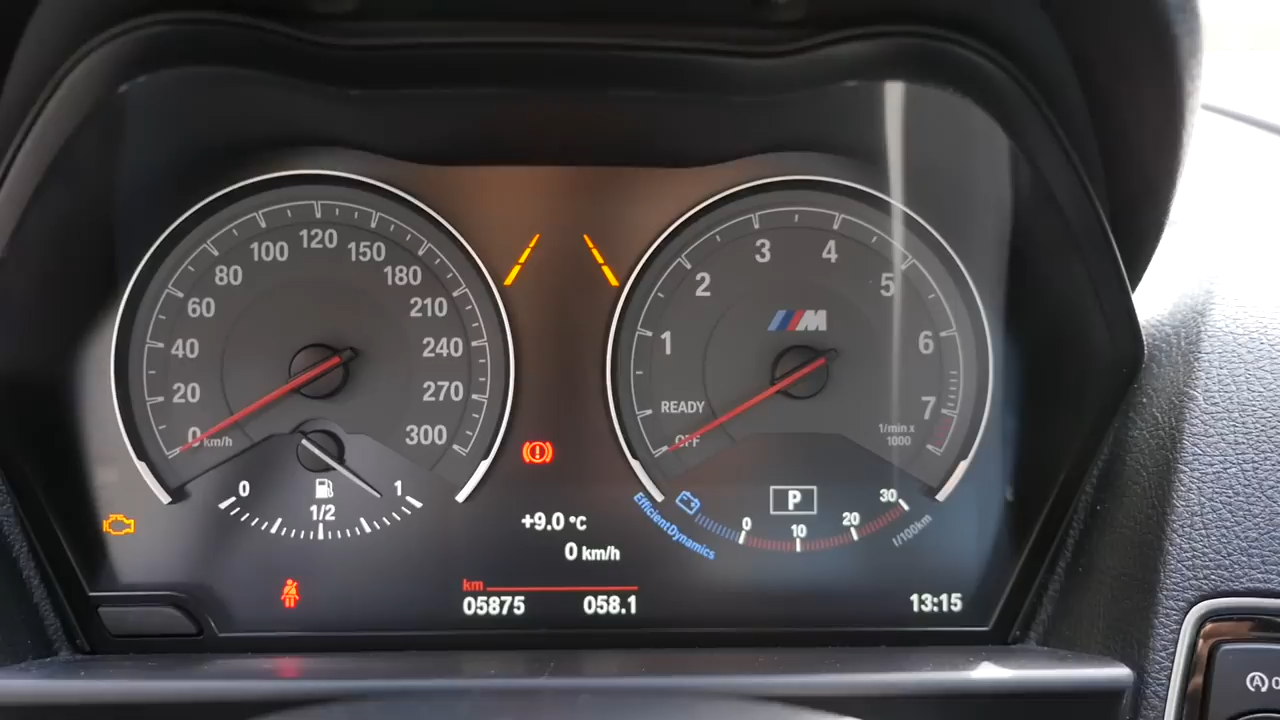 0 km/h
20
40
60
80
100
120
150
180
210
240
270
300
0
1/2
1
+9.0 °C
0 km/h
km
05875 058.1
OFF
READY
1
2
3
4
5
6
7
1/min x
1000
M
P
EfficientDynamics
0
10
20
30
l/100km
13:15
A